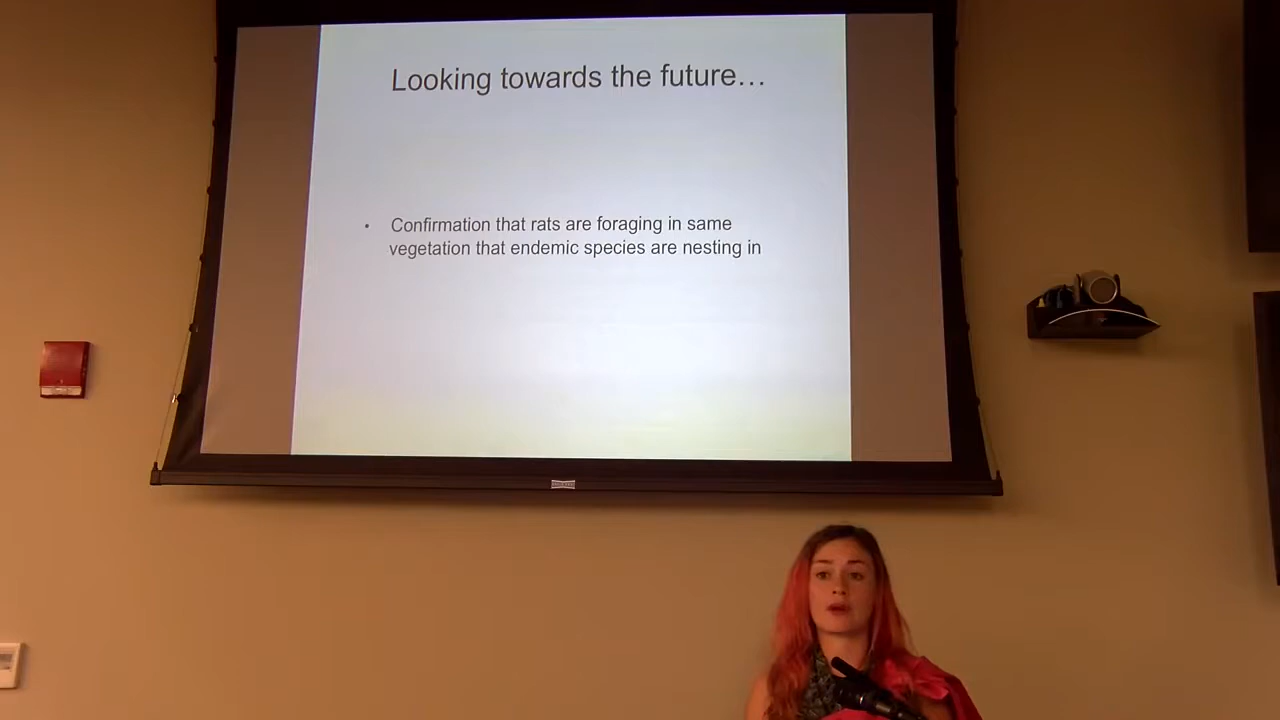 Looking towards the future…
• Confirmation that rats are foraging in same
vegetation that endemic species are nesting in